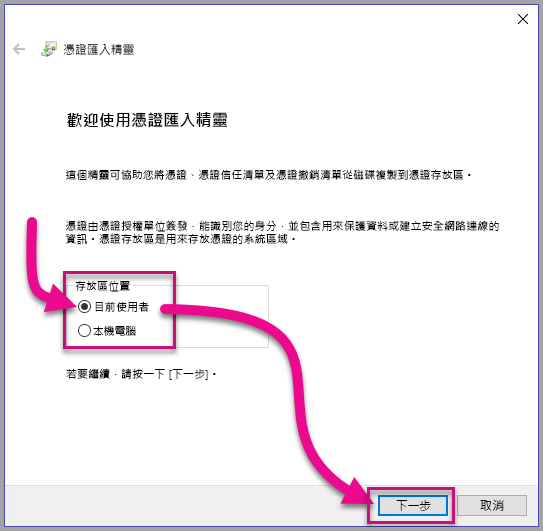 憑證匯入精靈
歡迎使用憑證匯入精靈
這個精靈可協助您將憑證、憑證信任清單及憑證撤銷清單從磁碟複製到憑證存放區。
憑證由憑證授權單位簽發，能識別您的身分，並包含用來保護資料或建立安全網路連線的
資訊。憑證存放區是用來存放憑證的系統區域。
存放區位置
目前使用者
本機電腦
若要繼續，請按一下 [下一步]。
下一步
取消